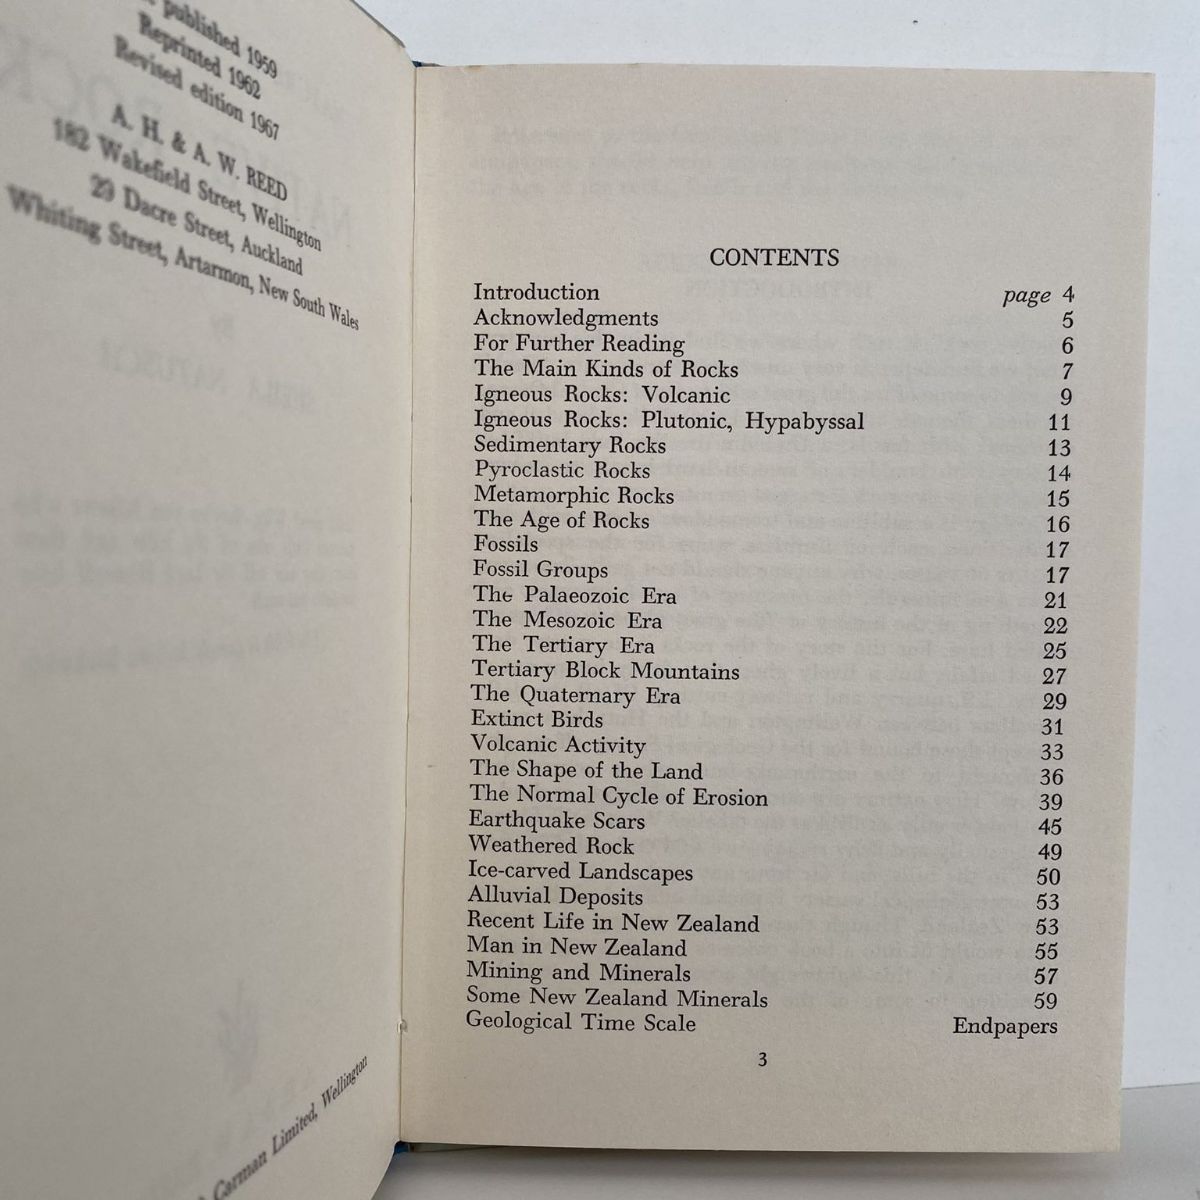 published 1959
Reprinted 1962
Revised edition 1967
A. H. & A. W. REED
182 Wakefield Street, Wellington
29 Dacre Street, Auckland
Whiting Street, Artarmon, New South Wales
Carman Limited, Wellington
CONTENTS
Introduction page 4
Acknowledgments 5
For Further Reading 6
The Main Kinds of Rocks 7
Igneous Rocks: Volcanic 9
Igneous Rocks: Plutonic, Hypabyssal 11
Sedimentary Rocks 13
Pyroclastic Rocks 14
Metamorphic Rocks 15
The Age of Rocks 16
Fossils 17
Fossil Groups 17
The Palaeozoic Era 21
The Mesozoic Era 22
The Tertiary Era 25
Tertiary Block Mountains 27
The Quaternary Era 29
Extinct Birds 31
Volcanic Activity 33
The Shape of the Land 36
The Normal Cycle of Erosion 39
Earthquake Scars 45
Weathered Rock 49
Ice-carved Landscapes 50
Alluvial Deposits 53
Recent Life in New Zealand 53
Man in New Zealand 55
Mining and Minerals 57
Some New Zealand Minerals 59
Geological Time Scale Endpapers
3